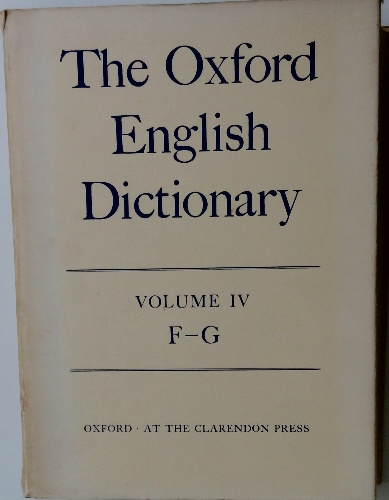 The Oxford
English
Dictionary
VOLUME IV
F–G
OXFORD · AT THE CLARENDON PRESS